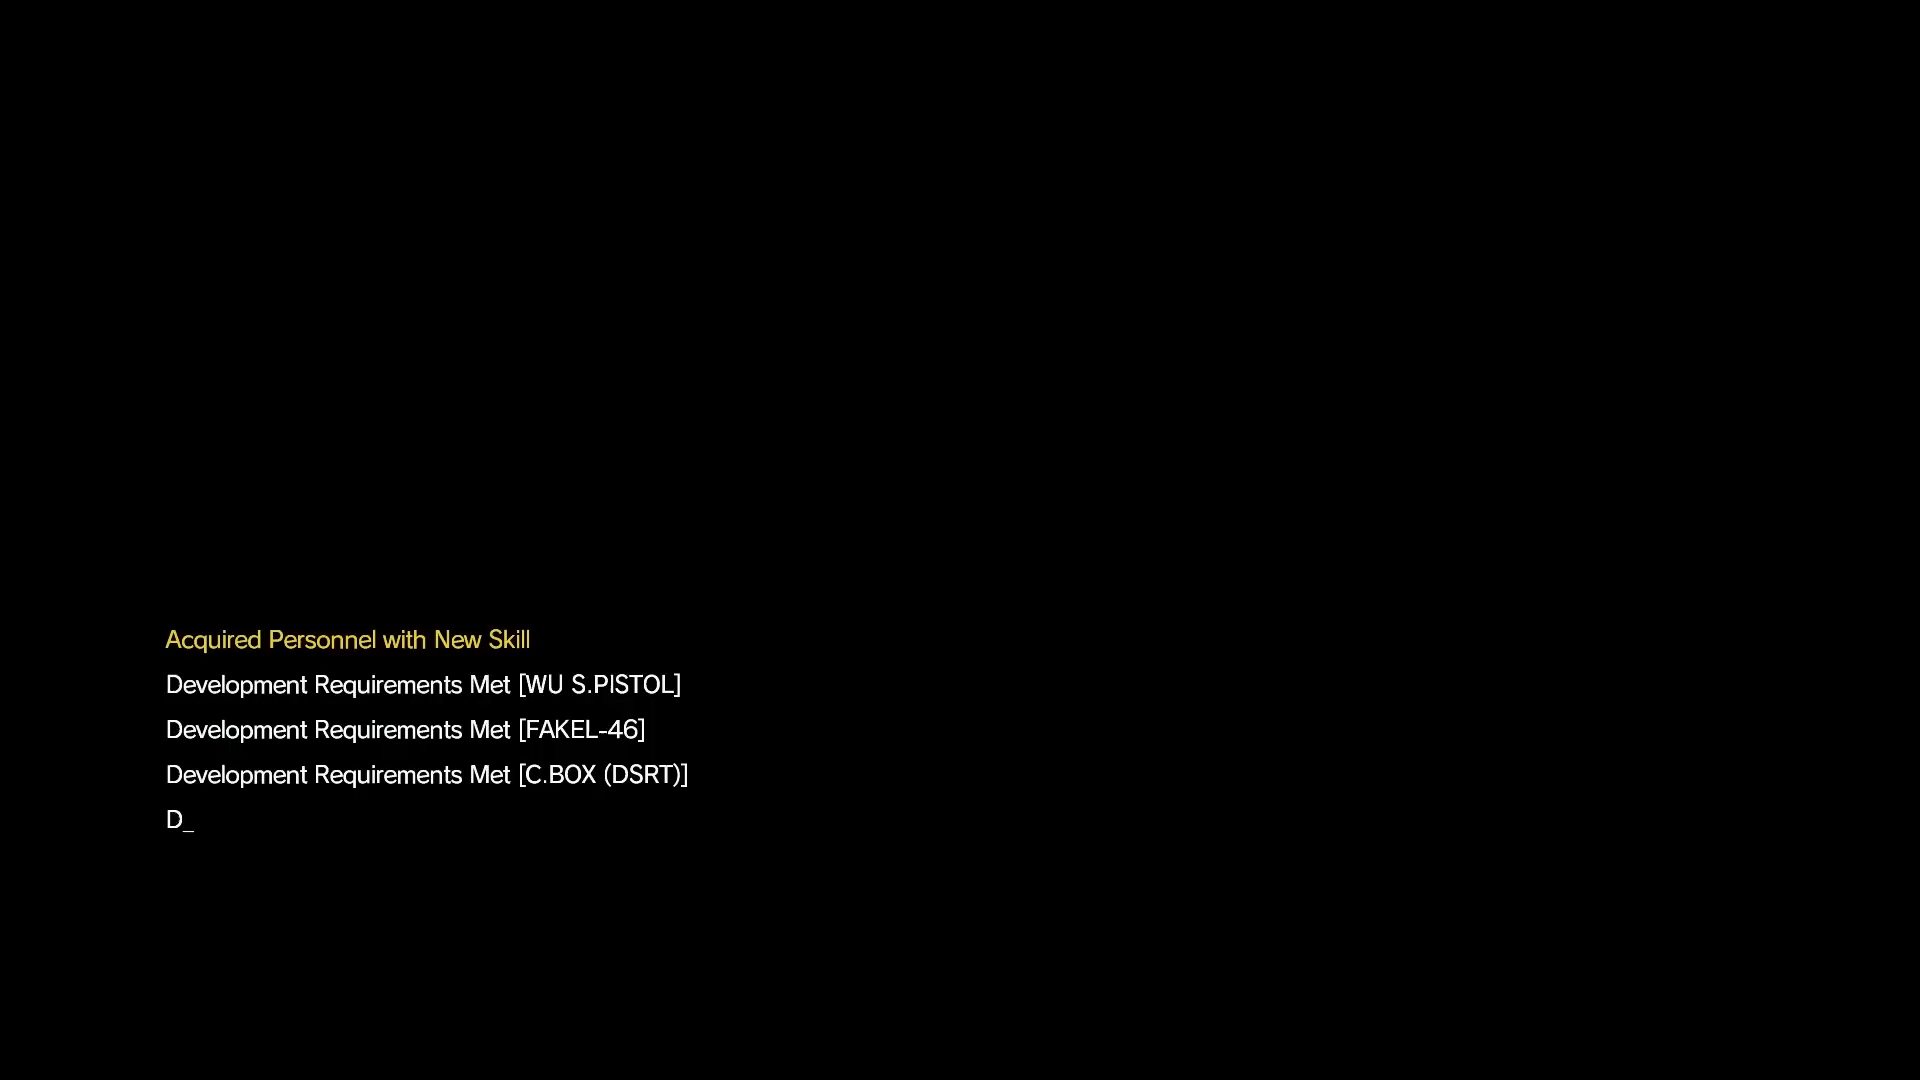 Acquired Personnel with New Skill
Development Requirements Met [WU S.PISTOL]
Development Requirements Met [FAKEL-46]
Development Requirements Met [C.BOX (DSRT)]
D_